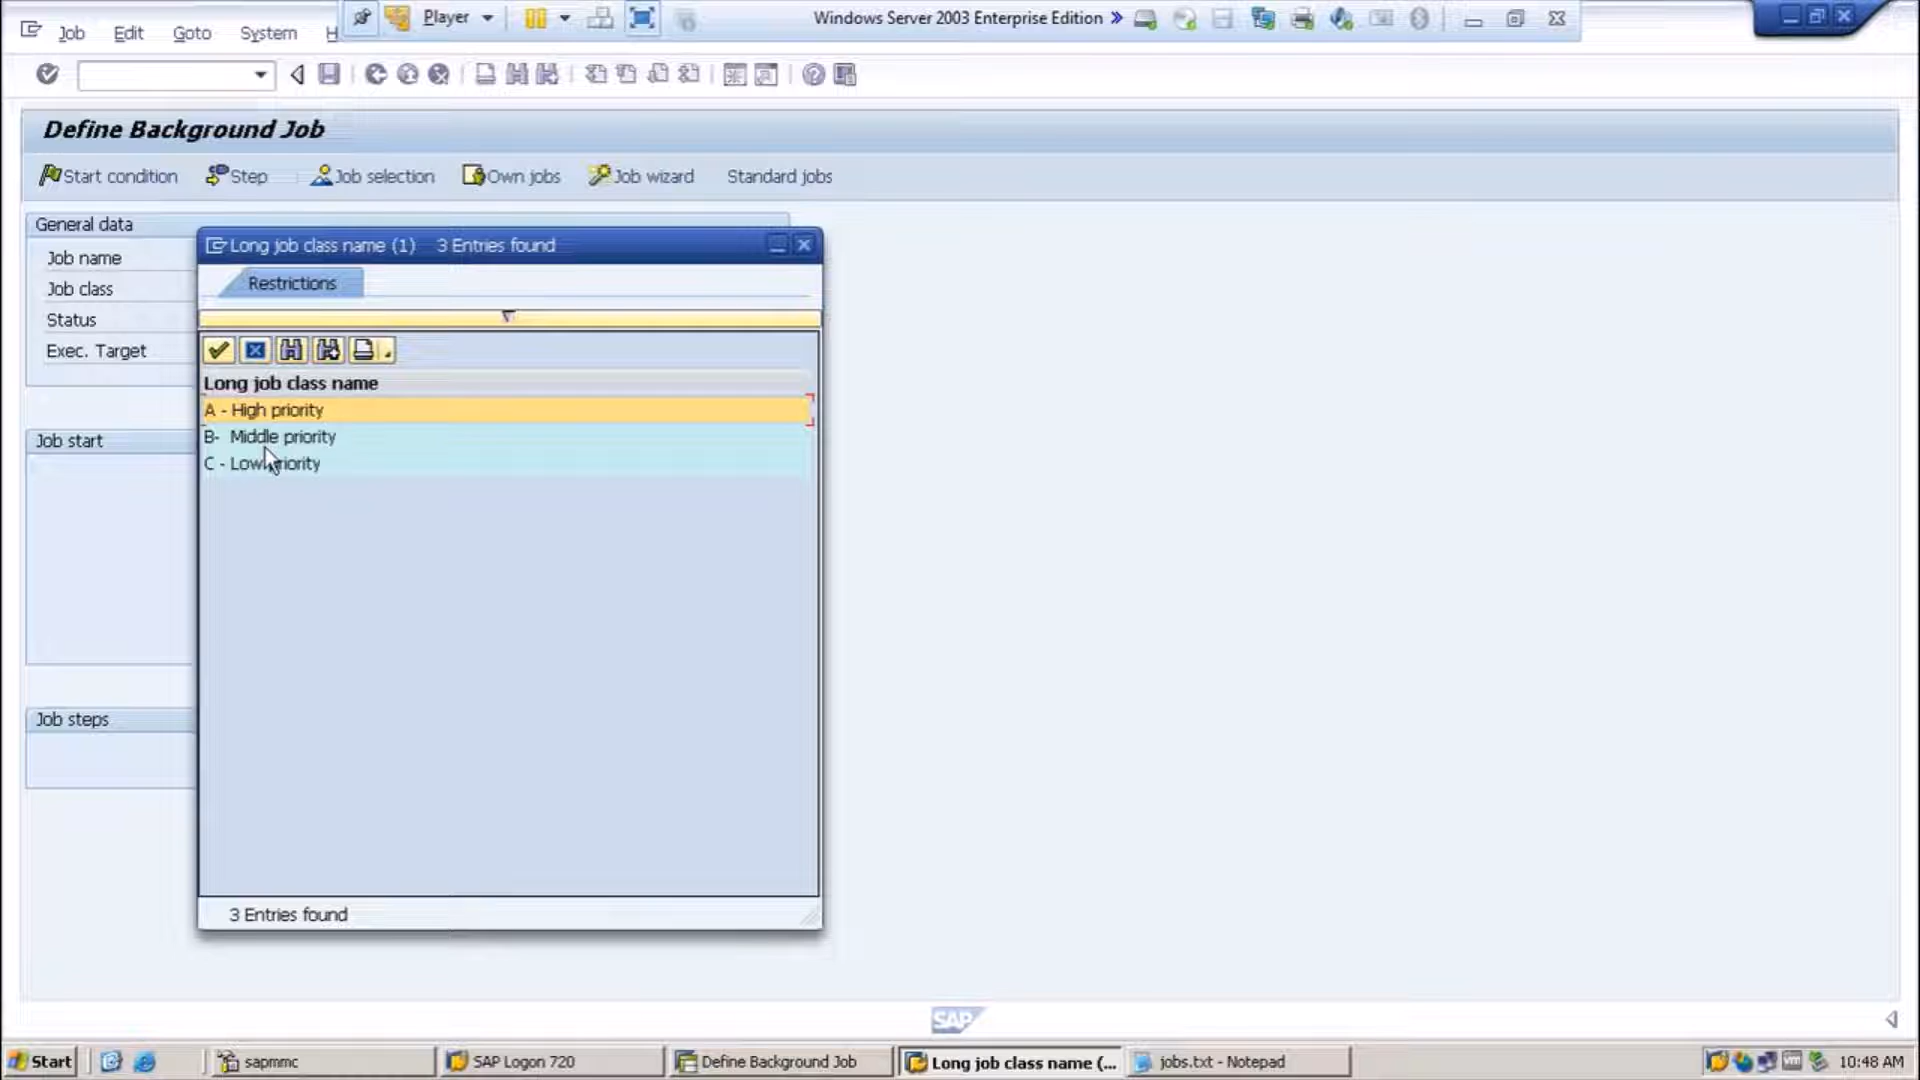 Player
Windows Server 2003 Enterprise Edition
Job Edit Goto System H
Define Background Job
Start condition Step Job selection Own jobs Job wizard Standard jobs
General data
Job name
Job class
Status
Exec. Target
Long job class name (1) 3 Entries found
Restrictions
Long job class name
A - High priority
B- Middle priority
C - Low priority
3 Entries found
Job start
Job steps
SAP
Start sapmmc SAP Logon 720 Define Background Job Long job class name (... jobs.txt - Notepad 10:48 AM